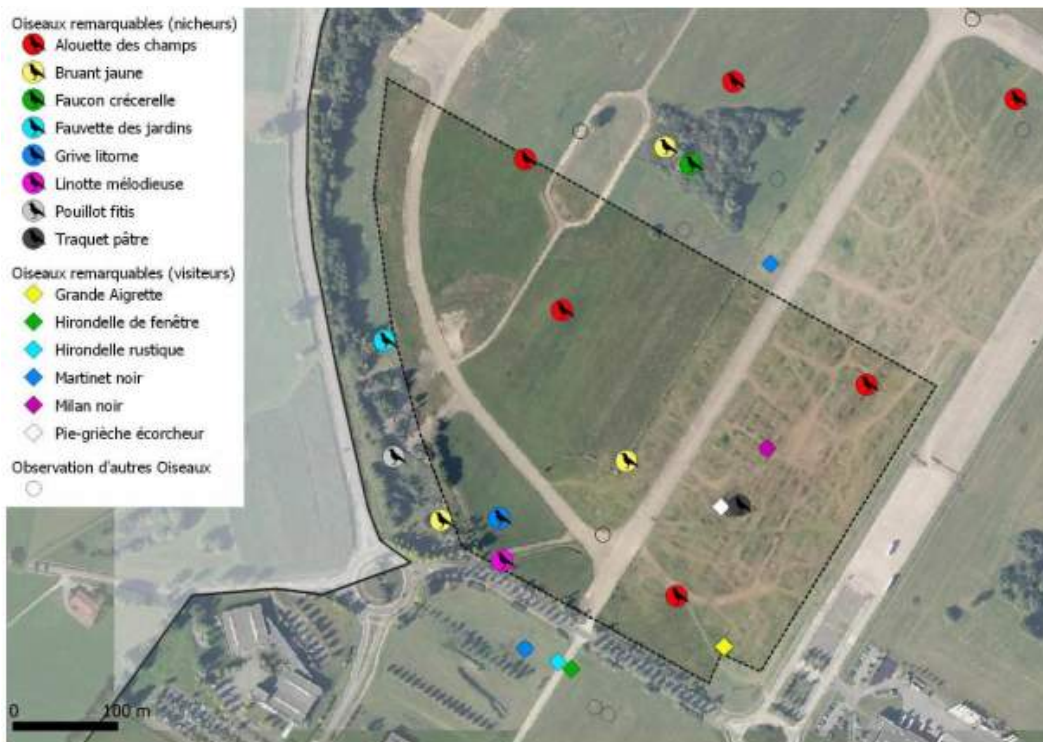 Oiseaux remarquables (nicheurs)
Alouette des champs
Bruant jaune
Faucon crécerelle
Fauvette des jardins
Grive litorne
Linotte mélodieuse
Pouillot fitis
Traquet pâtre
Oiseaux remarquables (visiteurs)
Grande Aigrette
Hirondelle de fenêtre
Hirondelle rustique
Martinet noir
Milan noir
Pie-grièche écorcheur
Observation d'autres Oiseaux
0 100 m